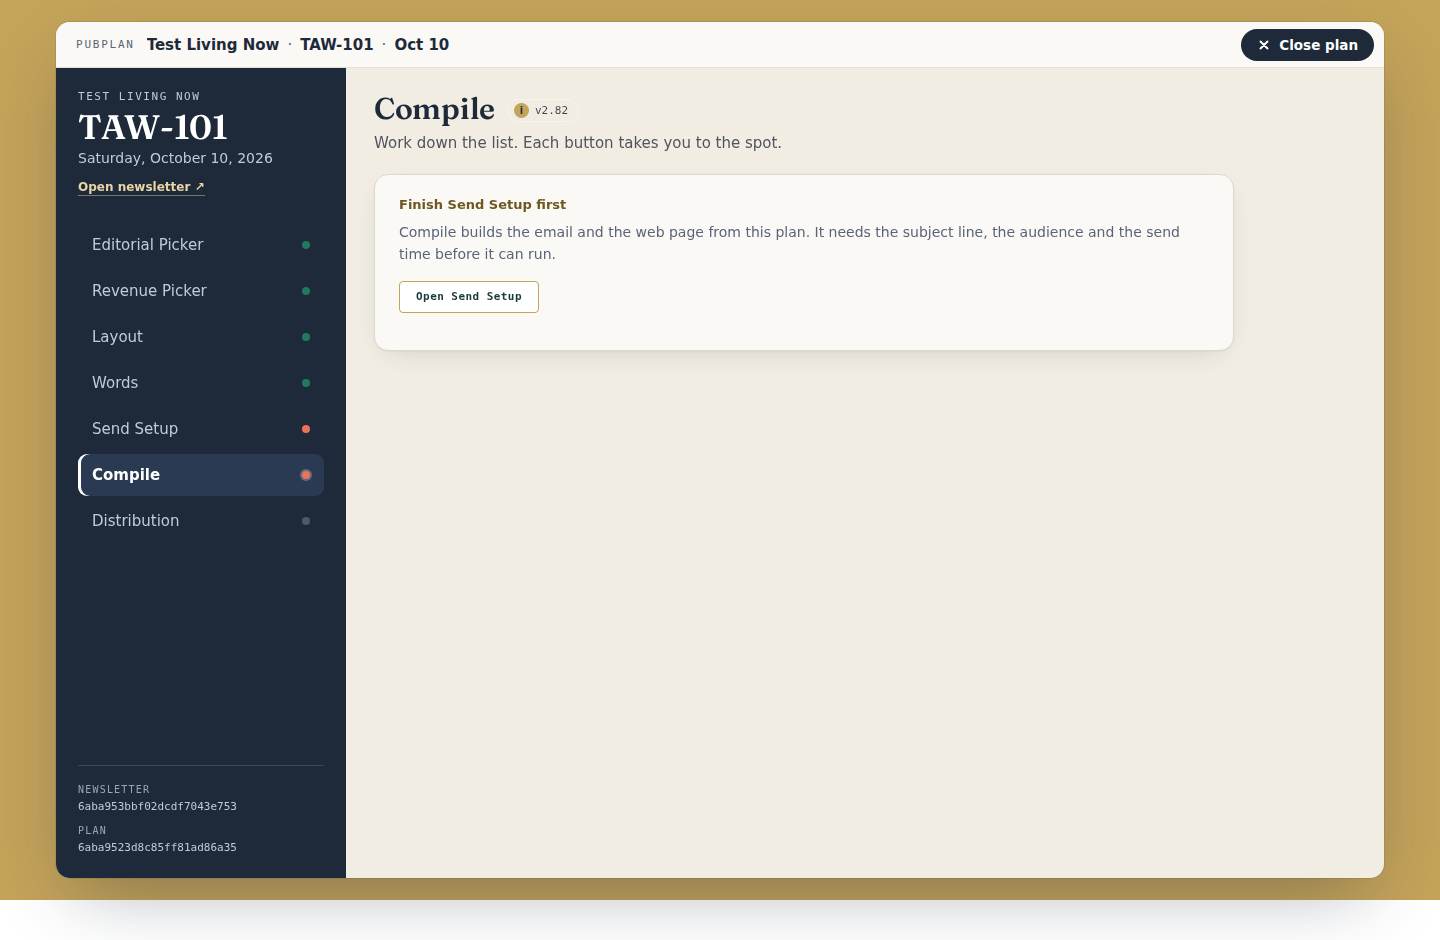 PUBPLAN Test Living Now · TAW-101 · Oct 10
✕ Close plan
TEST LIVING NOW
TAW-101
Saturday, October 10, 2026
Open newsletter ↗
Editorial Picker
Revenue Picker
Layout
Words
Send Setup
Compile
Distribution
NEWSLETTER
6aba953bbf02dcdf7043e753
PLAN
6aba9523d8c85ff81ad86a35
Compile i v2.82
Work down the list. Each button takes you to the spot.
Finish Send Setup first
Compile builds the email and the web page from this plan. It needs the subject line, the audience and the send
time before it can run.
Open Send Setup